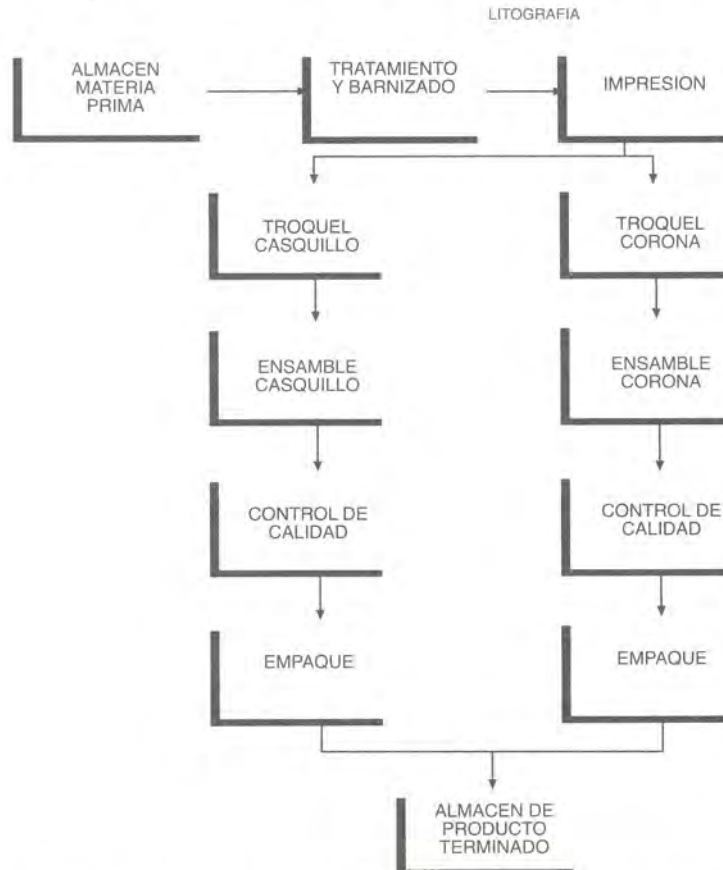 LITOGRAFIA
ALMACEN
MATERIA
PRIMA
TRATAMIENTO
Y BARNIZADO
IMPRESION
TROQUEL
CASQUILLO
TROQUEL
CORONA
ENSAMBLE
CASQUILLO
ENSAMBLE
CORONA
CONTROL DE
CALIDAD
CONTROL DE
CALIDAD
EMPAQUE
EMPAQUE
ALMACEN DE
PRODUCTO
TERMINADO